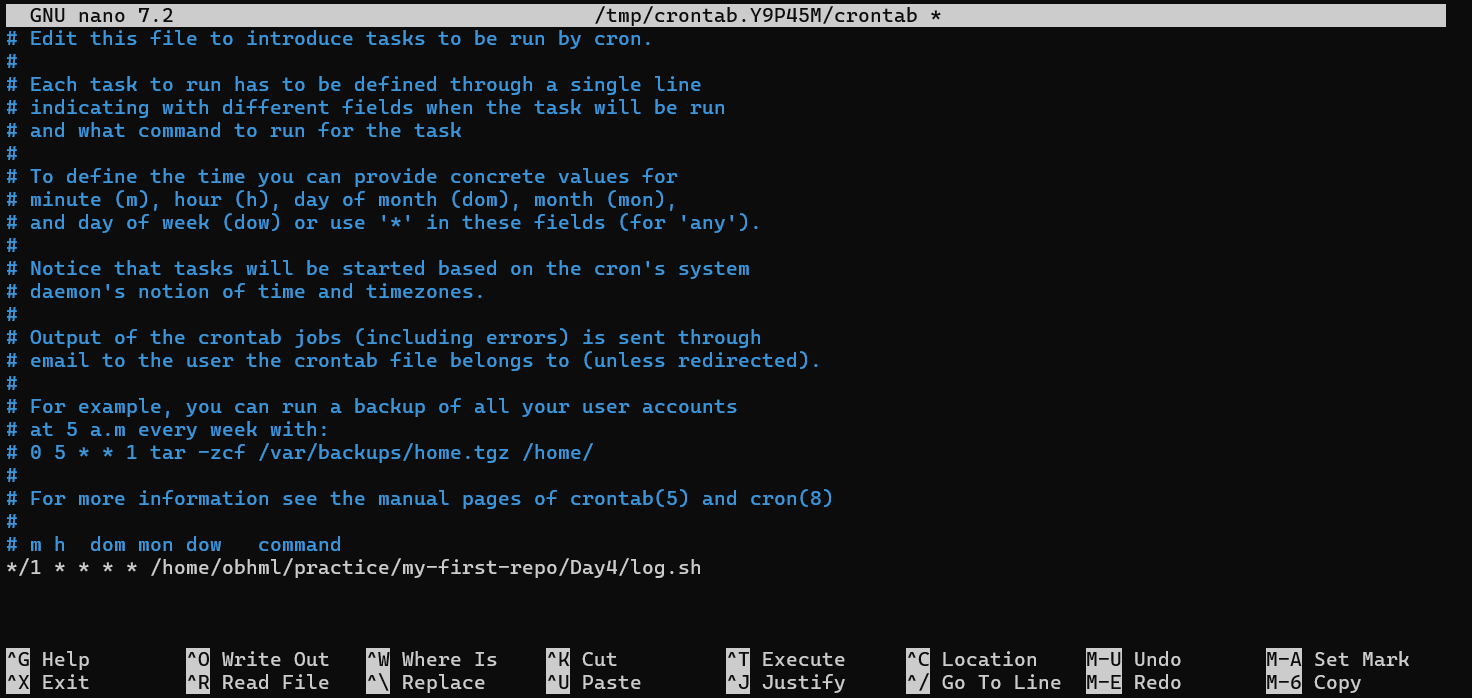 GNU nano 7.2 /tmp/crontab.Y9P45M/crontab *
# Edit this file to introduce tasks to be run by cron.
#
# Each task to run has to be defined through a single line
# indicating with different fields when the task will be run
# and what command to run for the task
#
# To define the time you can provide concrete values for
# minute (m), hour (h), day of month (dom), month (mon),
# and day of week (dow) or use '*' in these fields (for 'any').
#
# Notice that tasks will be started based on the cron's system
# daemon's notion of time and timezones.
#
# Output of the crontab jobs (including errors) is sent through
# email to the user the crontab file belongs to (unless redirected).
#
# For example, you can run a backup of all your user accounts
# at 5 a.m every week with:
# 0 5 * * 1 tar -zcf /var/backups/home.tgz /home/
#
# For more information see the manual pages of crontab(5) and cron(8)
#
# m h  dom mon dow   command
*/1 * * * * /home/obhml/practice/my-first-repo/Day4/log.sh
^G Help ^O Write Out ^W Where Is ^K Cut ^T Execute ^C Location M-U Undo M-A Set Mark
^X Exit ^R Read File ^\ Replace ^U Paste ^J Justify ^/ Go To Line M-E Redo M-6 Copy